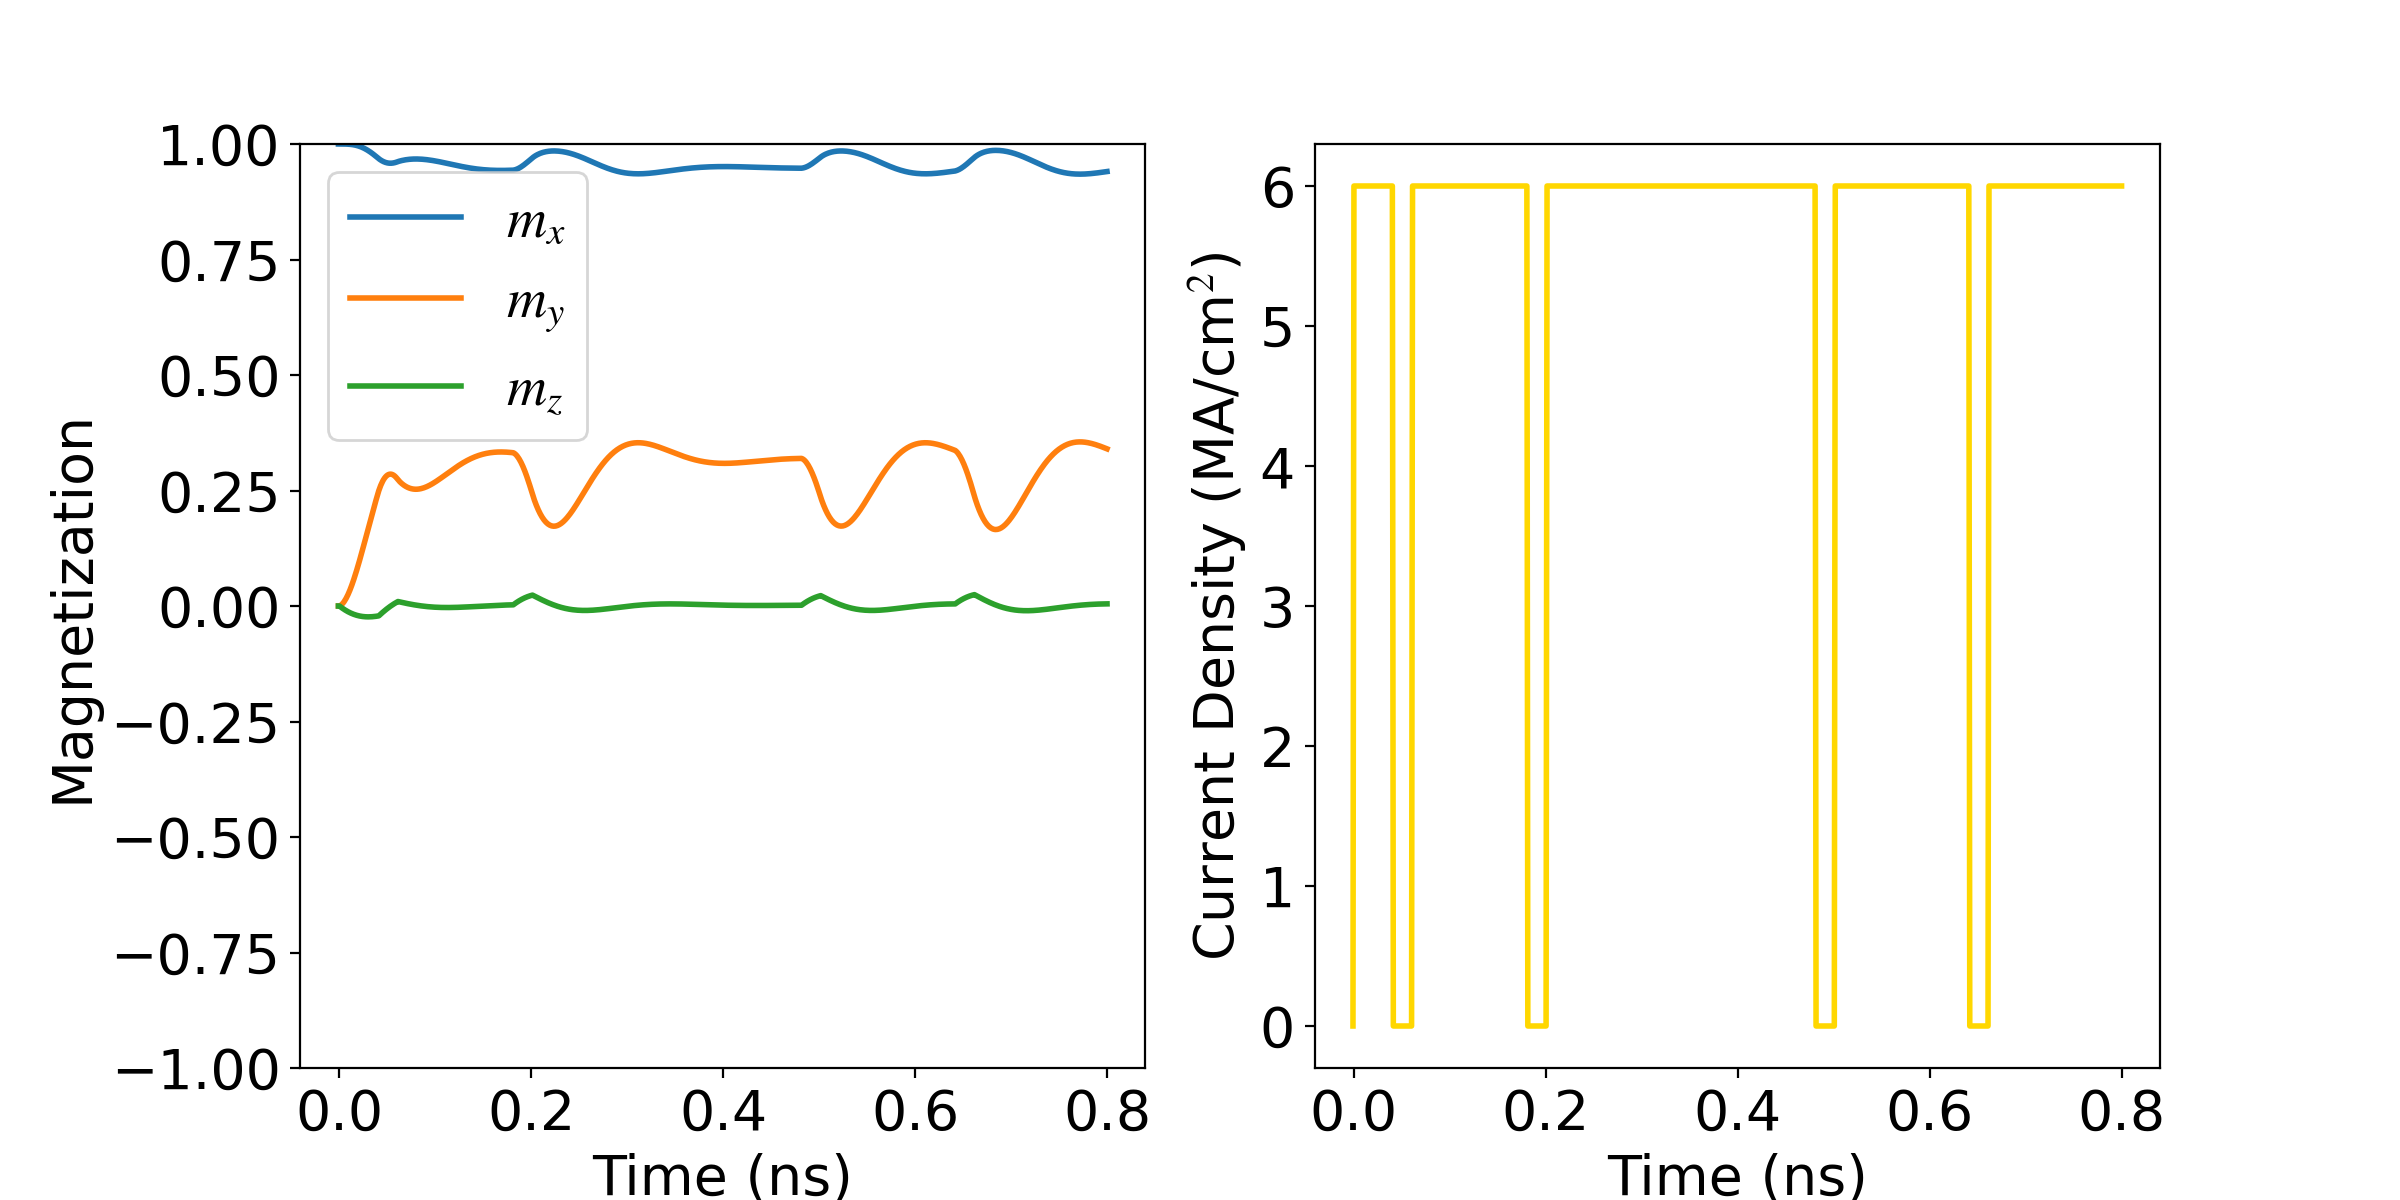 1.00
0.75
0.50
0.25
0.00
−0.25
−0.50
−0.75
−1.00
Magnetization
m_x
m_y
m_z
0.0 0.2 0.4 0.6 0.8
Time (ns)
6
5
4
3
2
1
0
Current Density (MA/cm²)
0.0 0.2 0.4 0.6 0.8
Time (ns)